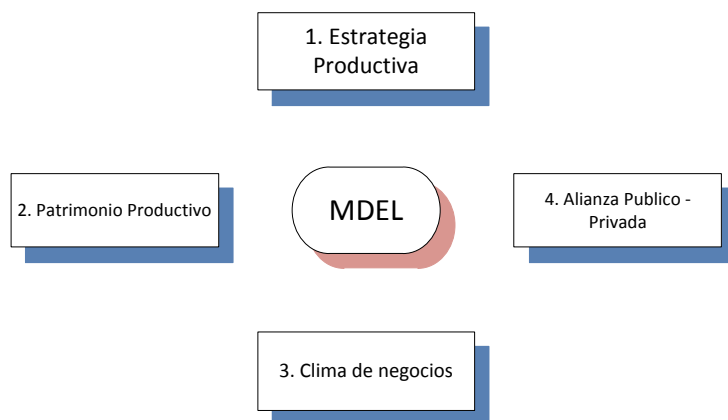 1. Estrategia
Productiva
2. Patrimonio Productivo
MDEL
4. Alianza Publico -
Privada
3. Clima de negocios